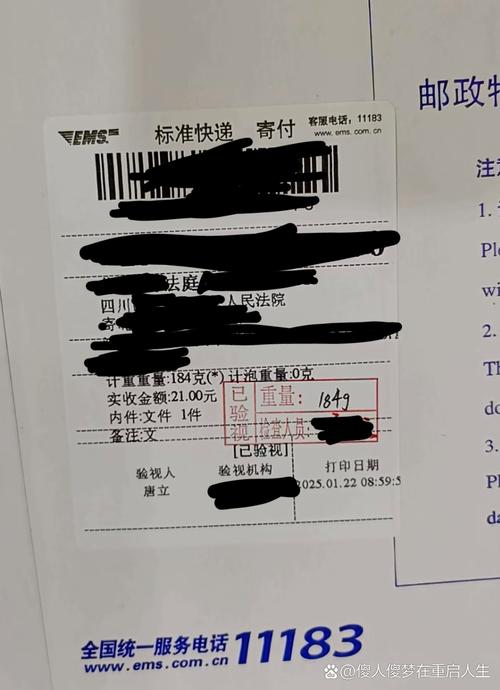 EMS 标准快递 寄付 客服电话：11183
www.ems.com.cn
法庭
四川 人民法院
寄
计重重量:184克(*) 计泡重量:0克
实收金额:21.00元
内件:文件 1件
备注:文
已验视 重量： 184g
检查人员：
[已验视]
验视人 验视机构 打印日期
唐立 2025.01.22 08:59:5
邮政特
注
1.
Ple
wi
2.
Th
do
3.
Pl
da
全国统一服务电话 11183
www.ems.com.cn
@傻人傻梦在重启人生